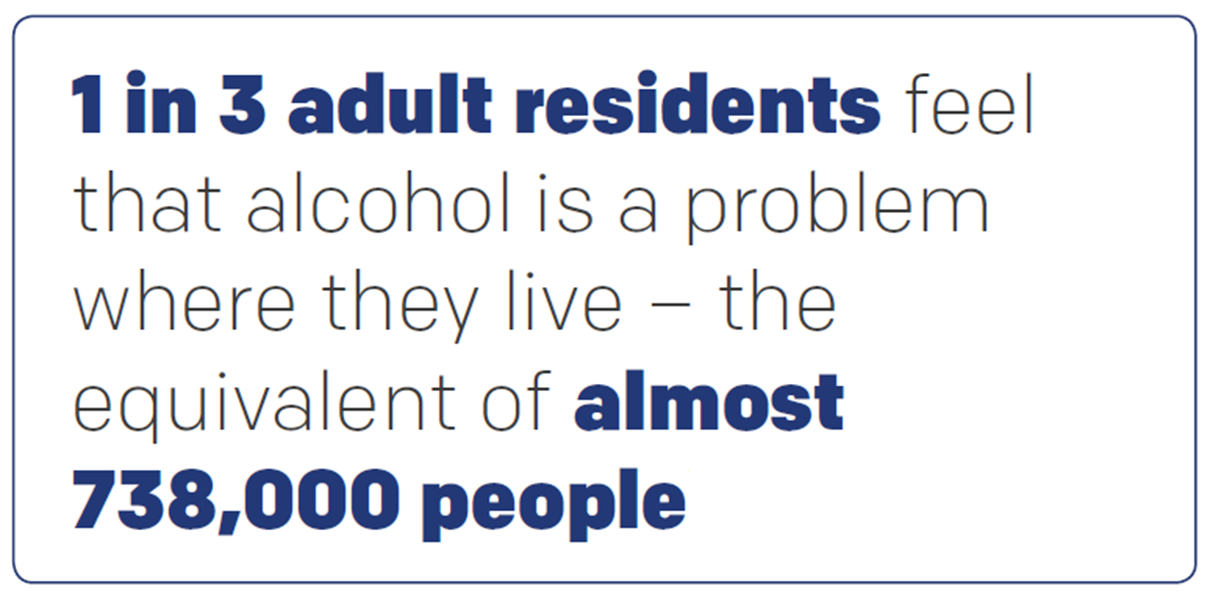 1 in 3 adult residents feel
that alcohol is a problem
where they live – the
equivalent of almost
738,000 people